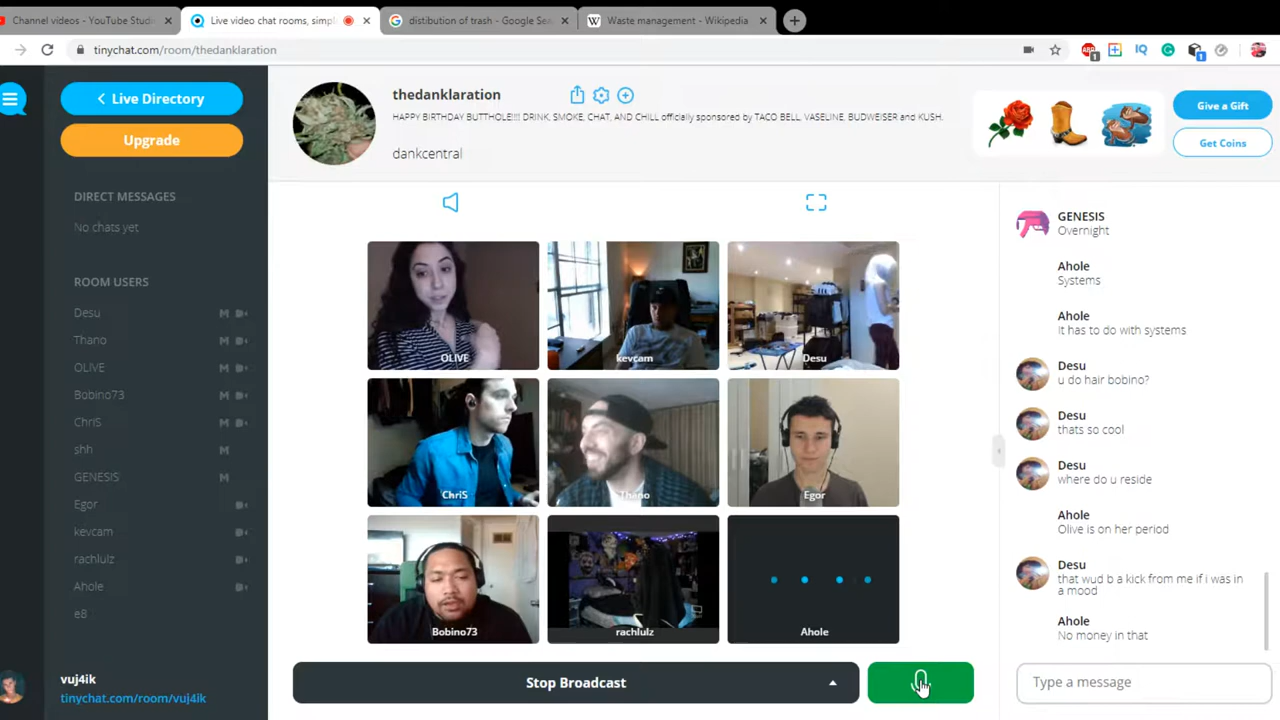 Channel videos - YouTube Studi
Live video chat rooms, simpl
distibution of trash - Google Sea
Waste management - Wikipedia
tinychat.com/room/thedanklaration
Live Directory
Upgrade
DIRECT MESSAGES
No chats yet
ROOM USERS
Desu M
Thano M
OLIVE M
Bobino73 M
ChriS M
shh M
GENESIS M
Egor
kevcam
rachlulz
Ahole
e8
vuj4ik
tinychat.com/room/vuj4ik
thedanklaration
HAPPY BIRTHDAY BUTTHOLE!!!! DRINK, SMOKE, CHAT, AND CHILL officially sponsored by TACO BELL, VASELINE, BUDWEISER and KUSH.
dankcentral
Give a Gift
Get Coins
OLIVE
kevcam
Desu
ChriS
Thano
Egor
Bobino73
rachlulz
Ahole
Stop Broadcast
GENESIS
Overnight
Ahole
Systems
Ahole
It has to do with systems
Desu
u do hair bobino?
Desu
thats so cool
Desu
where do u reside
Ahole
Olive is on her period
Desu
that wud b a kick from me if i was in
a mood
Ahole
No money in that
Type a message